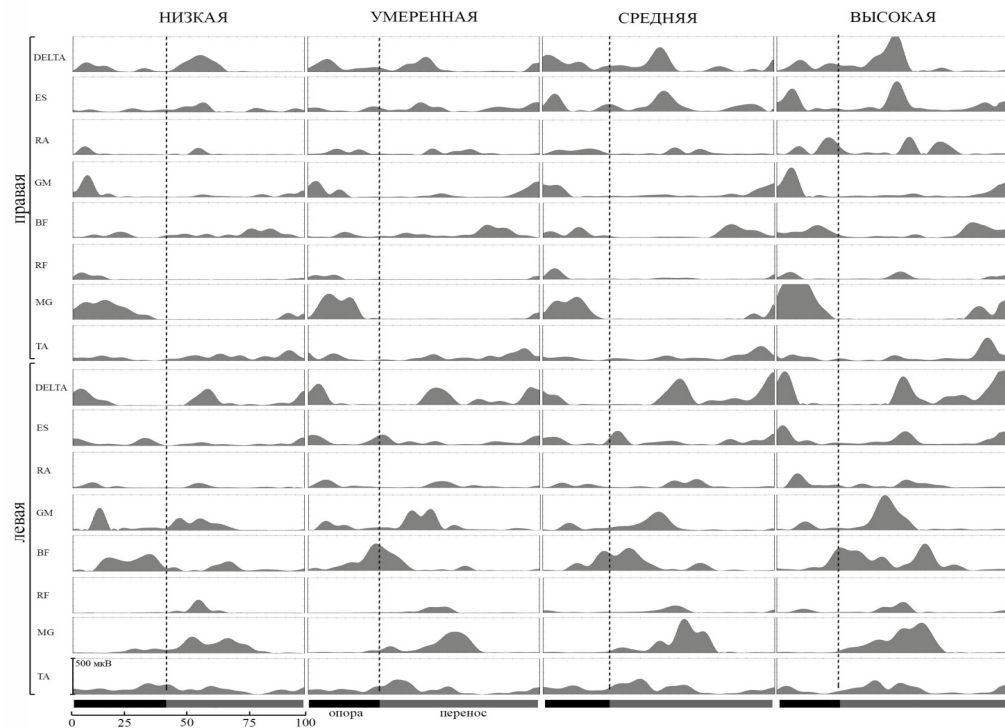 НИЗКАЯ УМЕРЕННАЯ СРЕДНЯЯ ВЫСОКАЯ
правая
DELTA
ES
RA
GM
BF
RF
MG
TA
левая
DELTA
ES
RA
GM
BF
RF
MG
TA
500 мкВ
опора перенос
0 25 50 75 100